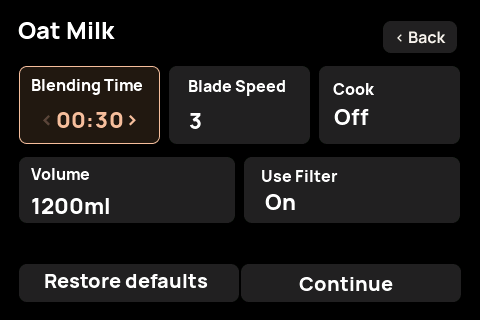 Oat Milk
‹ Back
Blending Time
Blade Speed
Cook
‹ 00:30 ›
3
Off
Volume
Use Filter
1200ml
On
Restore defaults
Continue